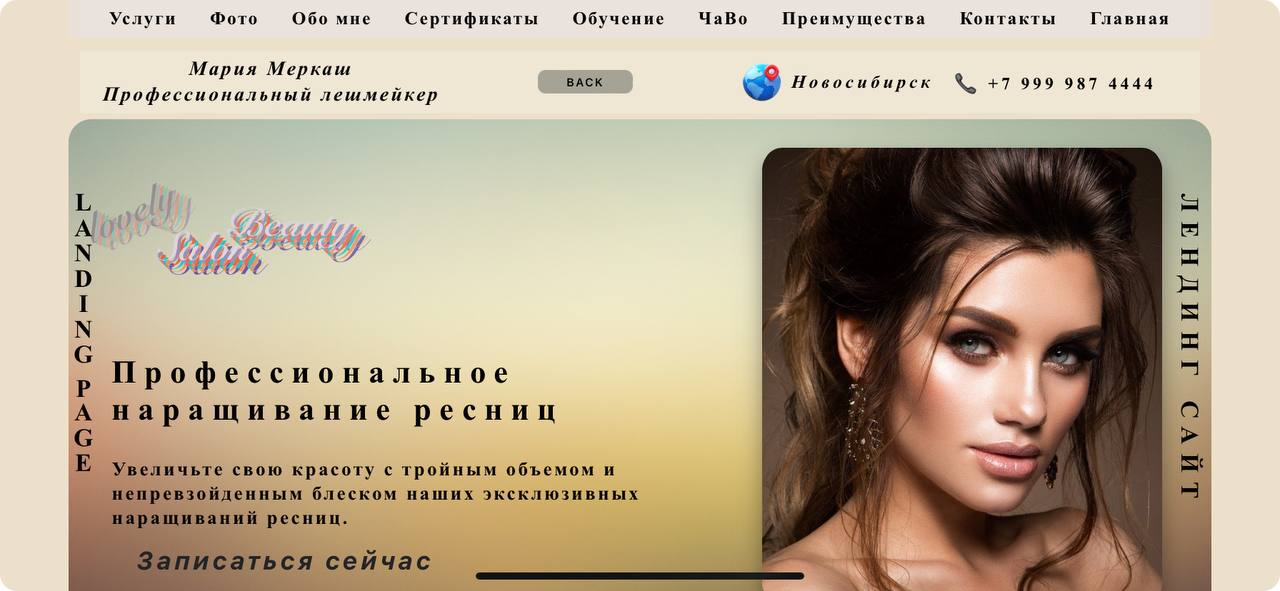 Услуги Фото Обо мне Сертификаты Обучение ЧаВо Преимущества Контакты Главная
Мария Меркаш
Профессиональный лешмейкер
BACK
Новосибирск
+7 999 987 4444
LANDING PAGE
lovely
Beauty
Salon
Профессиональное
наращивание ресниц
Увеличьте свою красоту с тройным объемом и
непревзойденным блеском наших эксклюзивных
наращиваний ресниц.
Записаться сейчас
ЛЕНДИНГ САЙТ